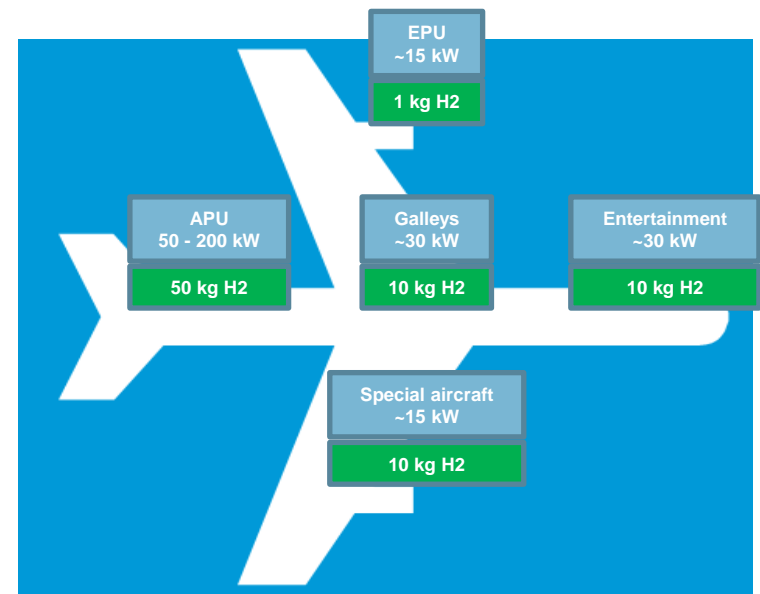 EPU
~15 kW
1 kg H2
APU
50 - 200 kW
50 kg H2
Galleys
~30 kW
10 kg H2
Entertainment
~30 kW
10 kg H2
Special aircraft
~15 kW
10 kg H2